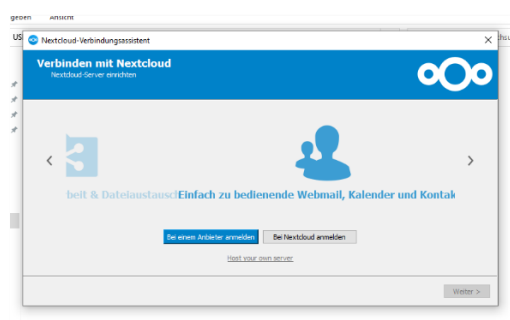 geben Ansicht
US
Nextcloud-Verbindungsassistent
Verbinden mit Nextcloud
Nextcloud-Server einrichten
beit & Dateiaustausch Einfach zu bedienende Webmail, Kalender und Kontak
Bei einem Anbieter anmelden Bei Nextcloud anmelden
Host your own server
Weiter >